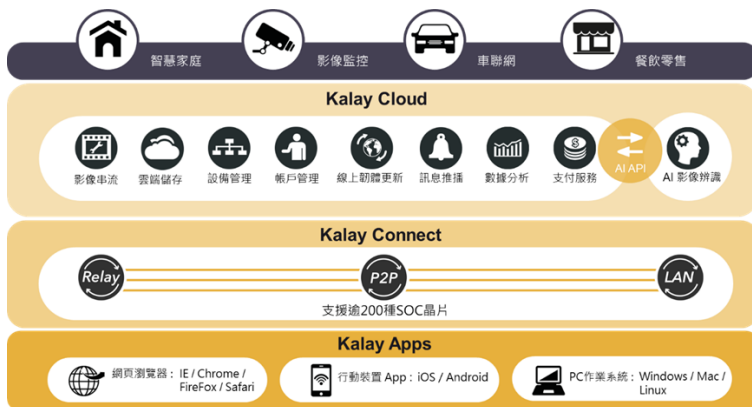 智慧家庭
影像監控
車聯網
餐飲零售
Kalay Cloud
影像串流
雲端儲存
設備管理
帳戶管理
線上韌體更新
訊息推播
數據分析
支付服務
AI API
AI 影像辨識
Kalay Connect
Relay
P2P
LAN
支援逾200種SOC晶片
Kalay Apps
網頁瀏覽器：IE / Chrome /
FireFox / Safari
行動裝置 App：iOS / Android
PC作業系統：Windows / Mac /
Linux